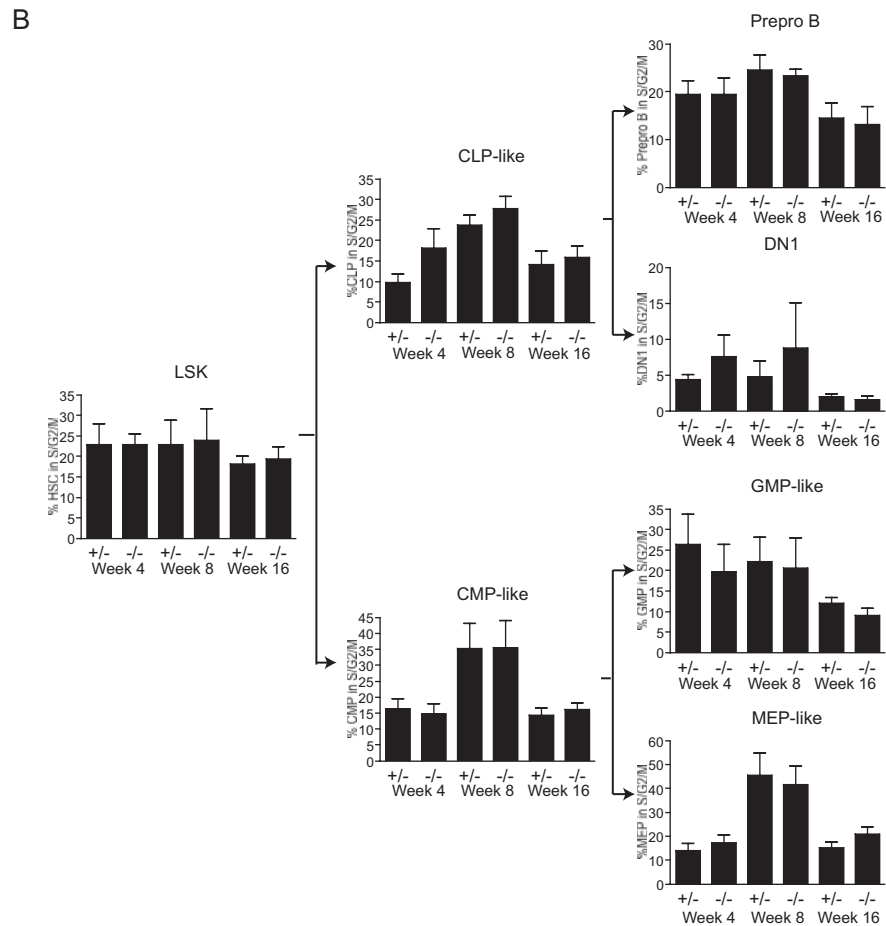 B
Prepro B
% Prepro B in S/G2/M
30
20
10
0
+/- -/- +/- -/- +/- -/-
Week 4 Week 8 Week 16
CLP-like
%CLP in S/G2/M
35
30
25
20
15
10
5
0
+/- -/- +/- -/- +/- -/-
Week 4 Week 8 Week 16
DN1
%DN1 in S/G2/M
20
15
10
5
0
+/- -/- +/- -/- +/- -/-
Week 4 Week 8 Week 16
LSK
% HSC in S/G2/M
35
30
25
20
15
10
5
0
+/- -/- +/- -/- +/- -/-
Week 4 Week 8 Week 16
GMP-like
% GMP in S/G2/M
35
30
25
20
15
10
5
0
+/- -/- +/- -/- +/- -/-
Week 4 Week 8 Week 16
CMP-like
% CMP in S/G2/M
45
40
35
30
25
20
15
10
5
0
+/- -/- +/- -/- +/- -/-
Week 4 Week 8 Week 16
MEP-like
%MEP in S/G2/M
60
50
40
30
20
10
0
+/- -/- +/- -/- +/- -/-
Week 4 Week 8 Week 16